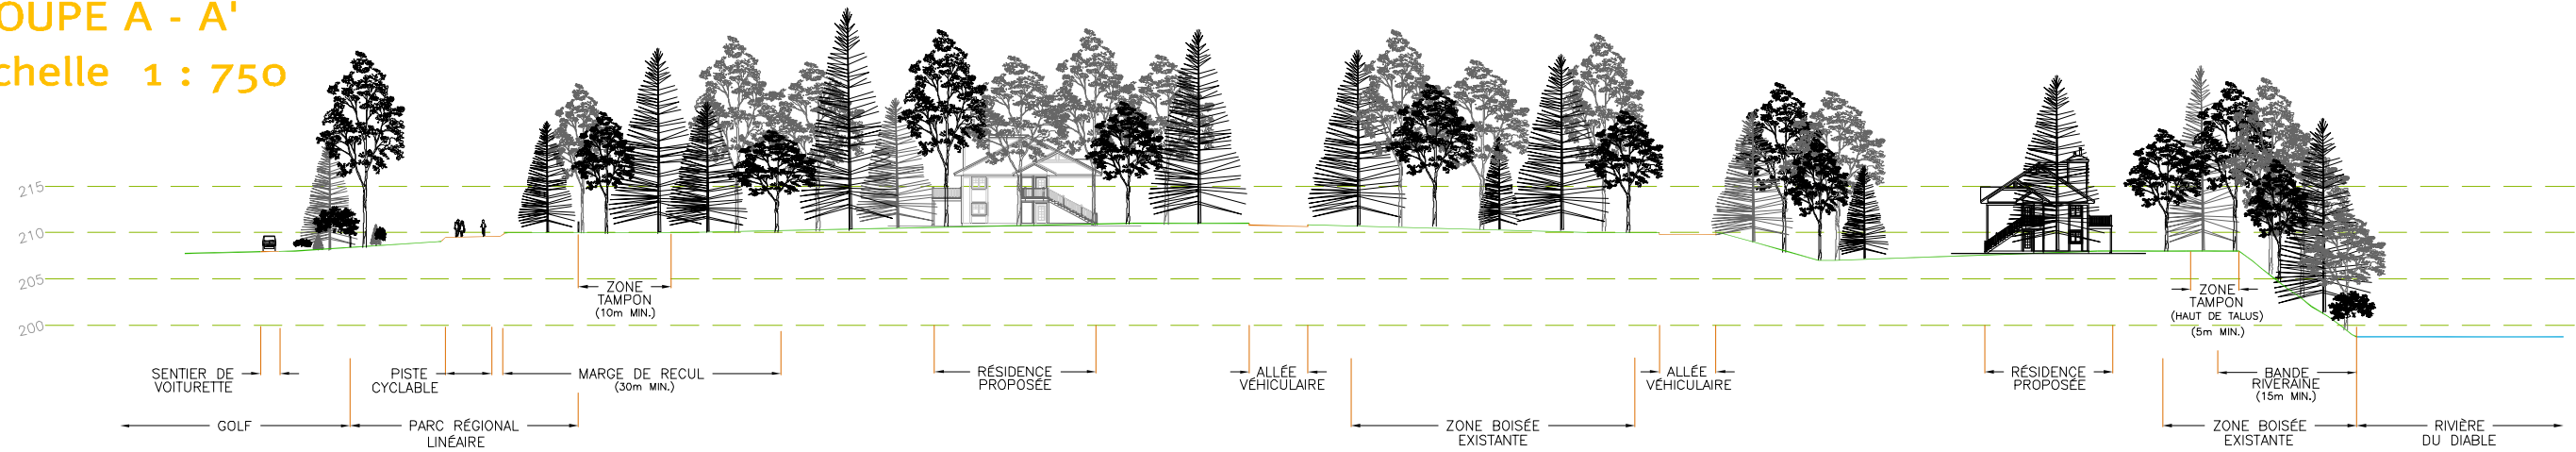 OUPE A - A'
chelle 1 : 750
215
210
205
200
ZONE
TAMPON
(10m MIN.)
ZONE
TAMPON
(HAUT DE TALUS)
(5m MIN.)
SENTIER DE
VOITURETTE
PISTE
CYCLABLE
MARGE DE RECUL
(30m MIN.)
RÉSIDENCE
PROPOSÉE
ALLÉE
VÉHICULAIRE
ALLÉE
VÉHICULAIRE
RÉSIDENCE
PROPOSÉE
BANDE
RIVERAINE
(15m MIN.)
GOLF
PARC RÉGIONAL
LINÉAIRE
ZONE BOISÉE
EXISTANTE
ZONE BOISÉE
EXISTANTE
RIVIÈRE
DU DIABLE